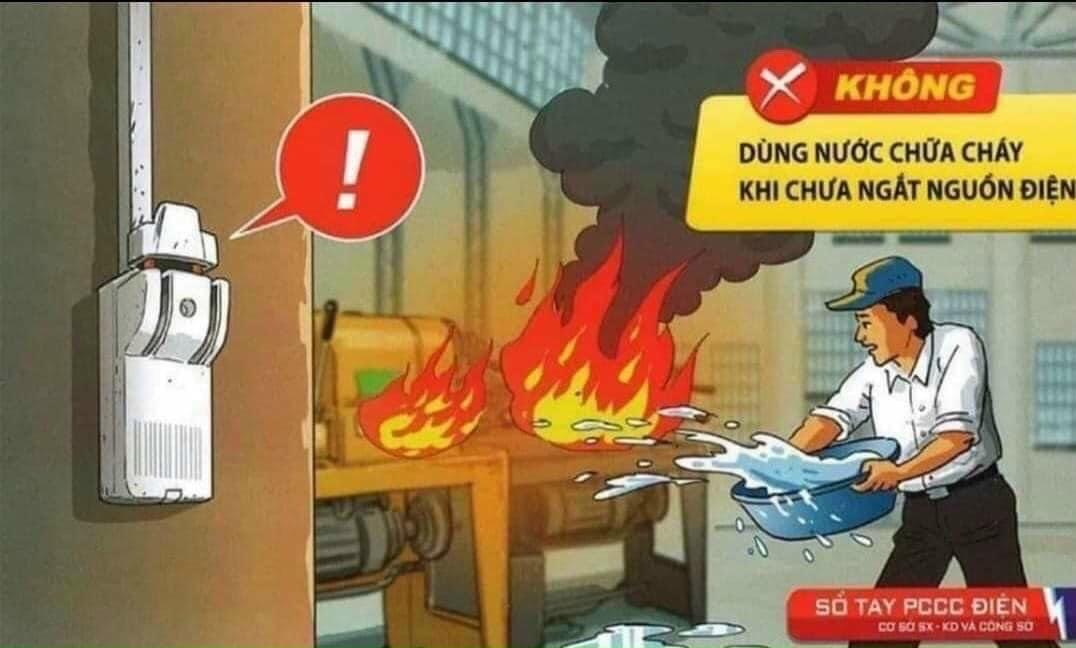 !
KHÔNG
DÙNG NƯỚC CHỮA CHÁY
KHI CHƯA NGẮT NGUỒN ĐIỆN
SỔ TAY PCCC ĐIỆN
CƠ SỞ SX - KD VÀ CÔNG SỞ